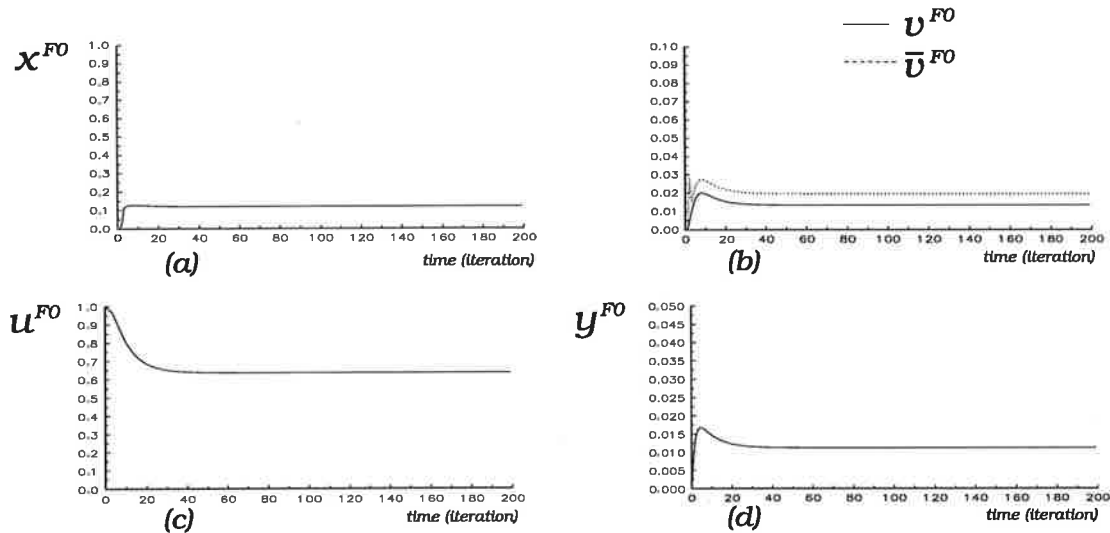 x^F0
1.0
0.9
0.8
0.7
0.6
0.5
0.4
0.3
0.2
0.1
0.0
0 20 40 60 80 100 120 140 160 180 200
(a)
time (iteration)
v^F0
v̄^F0
0.10
0.09
0.08
0.07
0.06
0.05
0.04
0.03
0.02
0.01
0.00
0 20 40 60 80 100 120 140 160 180 200
(b)
time (iteration)
u^F0
1.0
0.9
0.8
0.7
0.6
0.5
0.4
0.3
0.2
0.1
0.0
0 20 40 60 80 100 120 140 160 180 200
(c)
time (iteration)
y^F0
0.050
0.045
0.040
0.035
0.030
0.025
0.020
0.015
0.010
0.005
0.000
0 20 40 60 80 100 120 140 160 180 200
(d)
time (iteration)